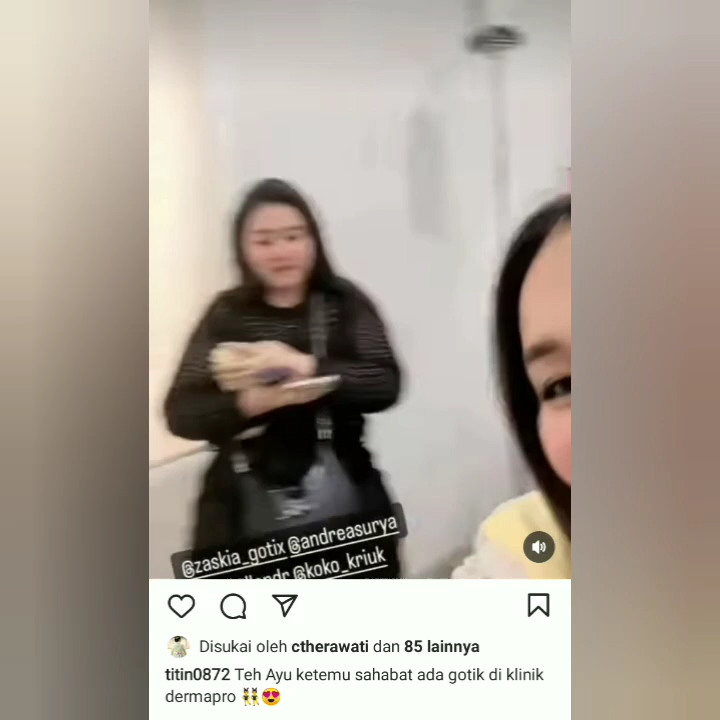 @zaskia_gotix @andreasurya
@koko_kriuk
Disukai oleh ctherawati dan 85 lainnya
titin0872 Teh Ayu ketemu sahabat ada gotik di klinik
dermapro 👯😍